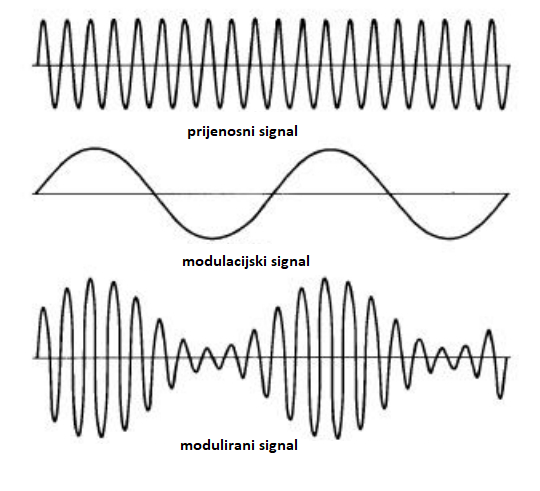 prijenosni signal
modulacijski signal
modulirani signal